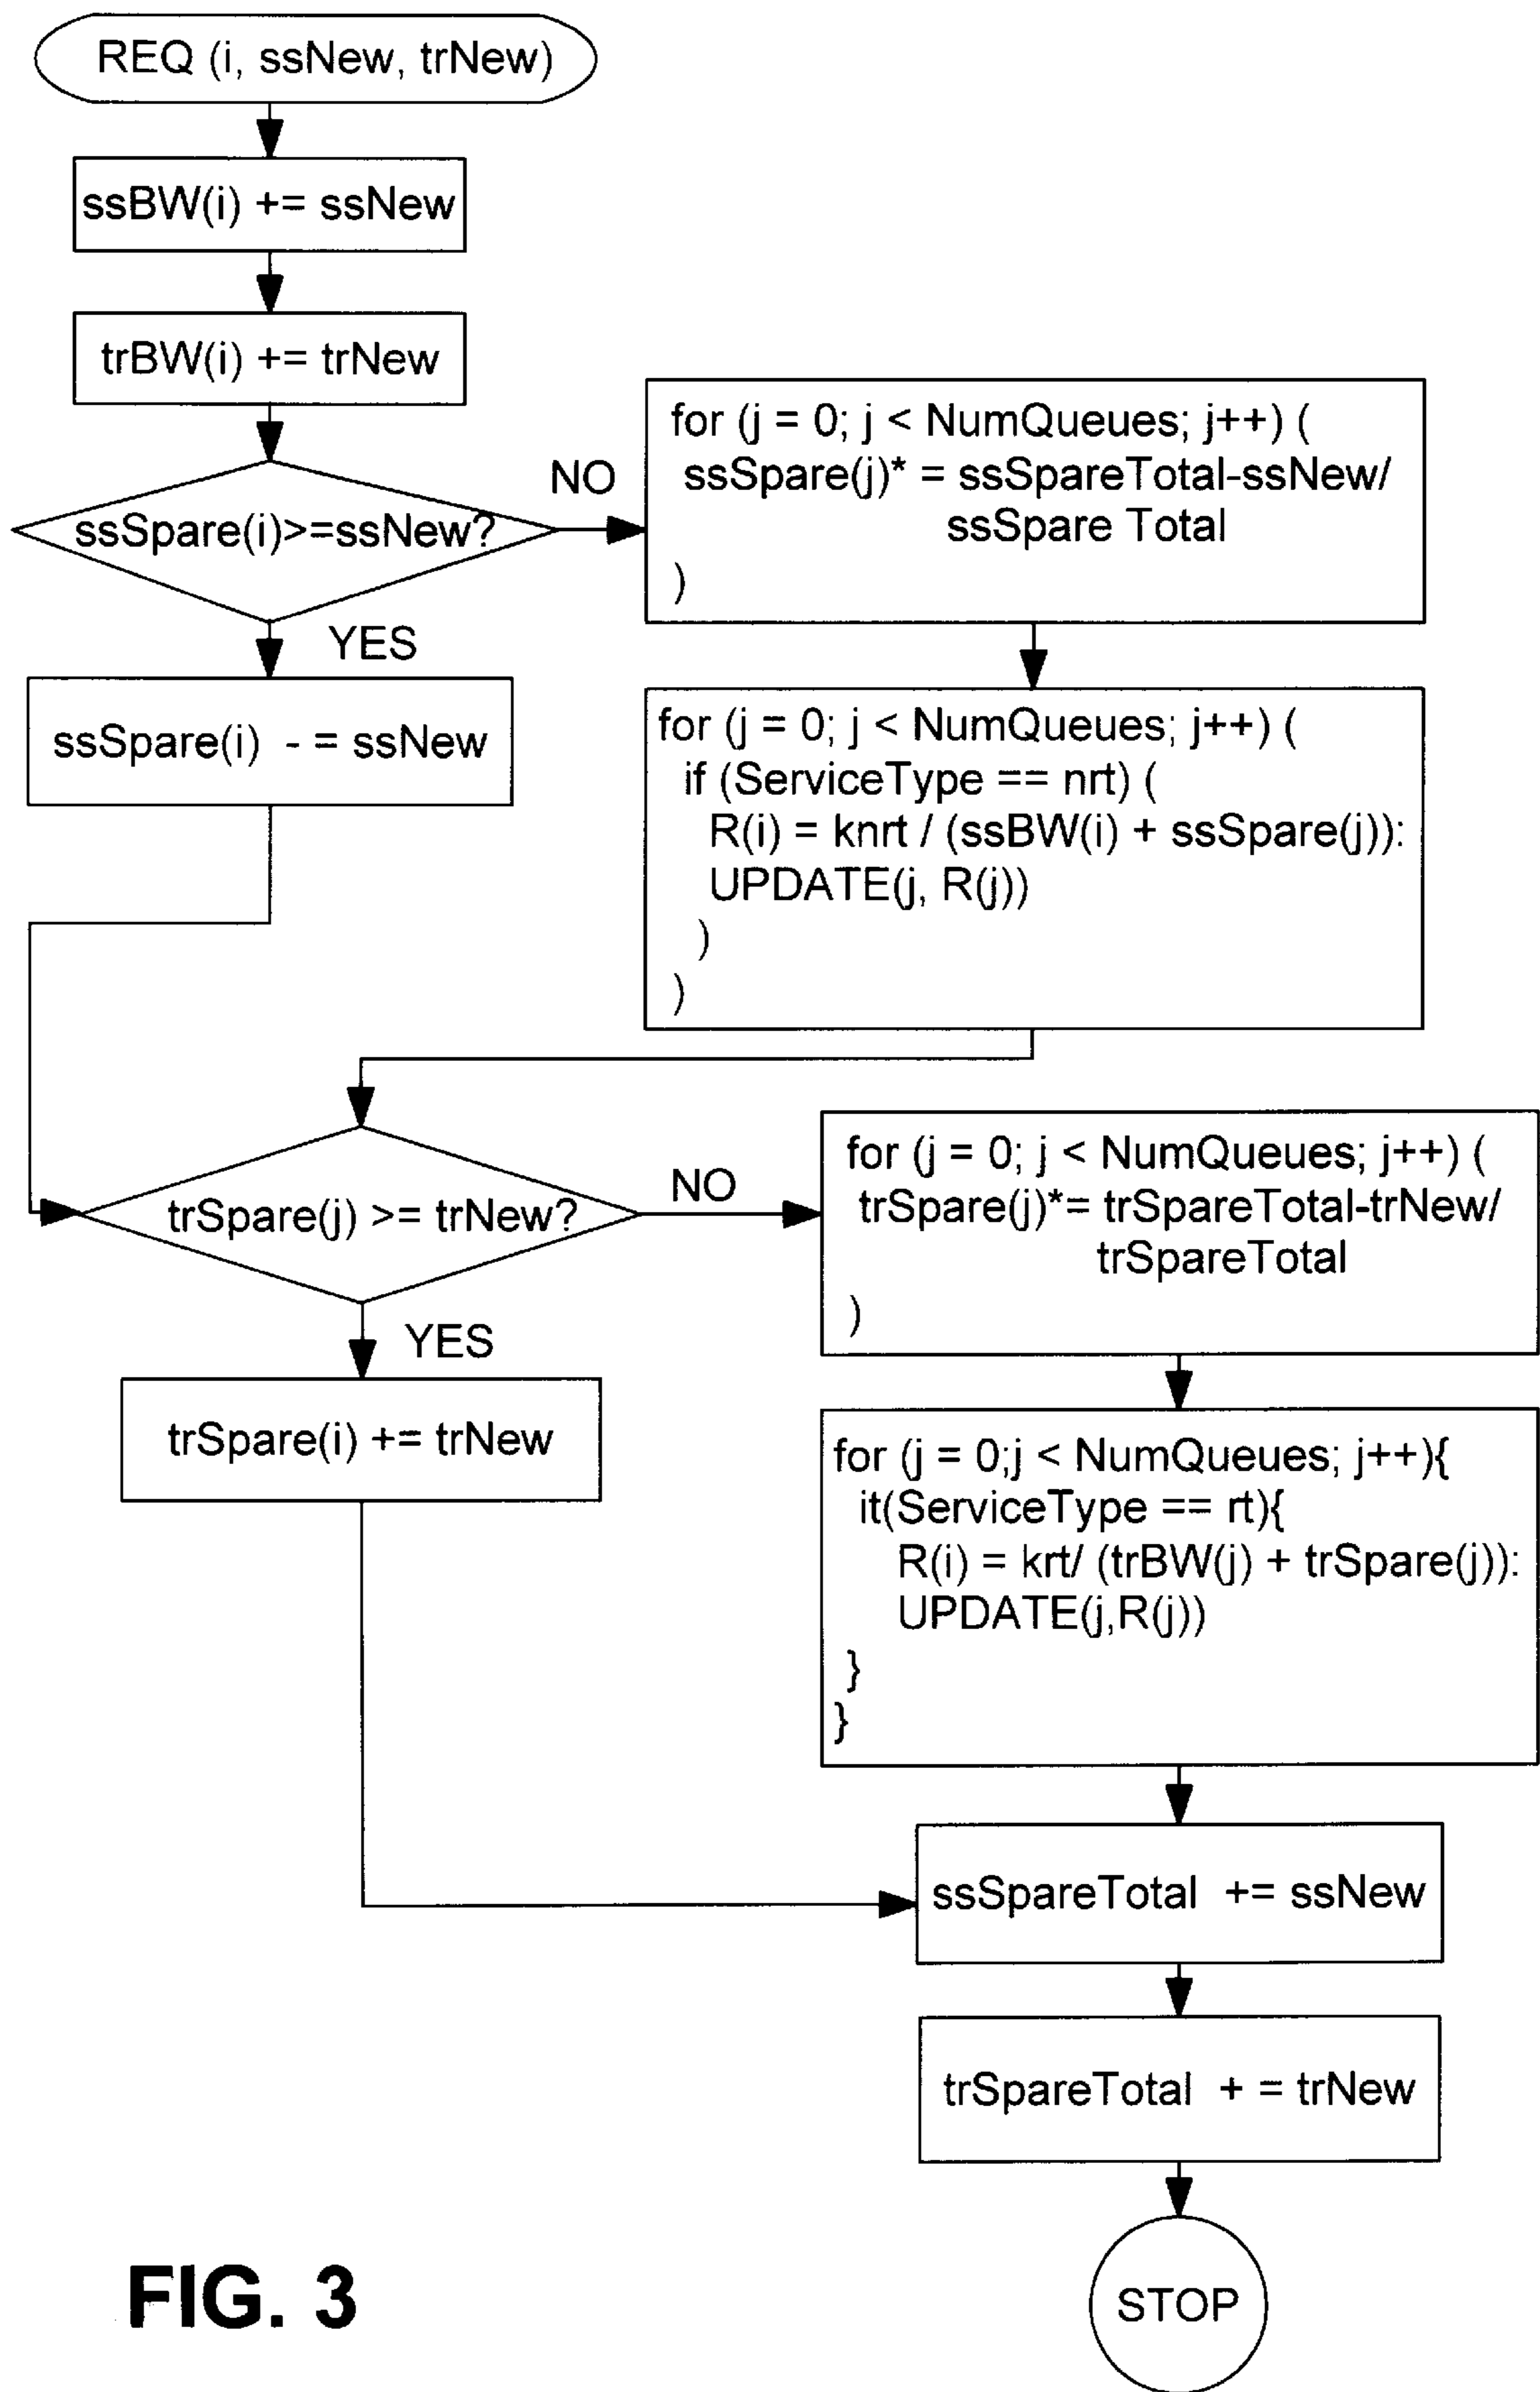 REQ (i, ssNew, trNew)
ssBW(i) += ssNew
trBW(i) += trNew
ssSpare(i)>=ssNew?
NO
for (j = 0; j < NumQueues; j++) (
ssSpare(j)* = ssSpareTotal-ssNew/
ssSpare Total
)
YES
ssSpare(i) - = ssNew
for (j = 0; j < NumQueues; j++) (
if (ServiceType == nrt) (
R(i) = knrt / (ssBW(i) + ssSpare(j)):
UPDATE(j, R(j))
)
)
trSpare(j) >= trNew?
NO
for (j = 0; j < NumQueues; j++) (
trSpare(j)*= trSpareTotal-trNew/
trSpareTotal
)
YES
trSpare(i) += trNew
for (j = 0;j < NumQueues; j++){
it(ServiceType == rt){
R(i) = krt/ (trBW(j) + trSpare(j)):
UPDATE(j,R(j))
}
}
ssSpareTotal += ssNew
trSpareTotal + = trNew
STOP
FIG. 3